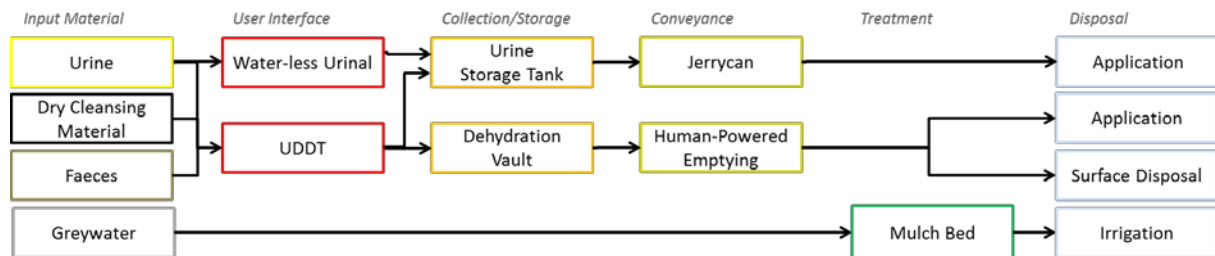 Input Material
User Interface
Collection/Storage
Conveyance
Treatment
Disposal
Urine
Water-less Urinal
Urine
Storage Tank
Jerrycan
Application
Dry Cleansing
Material
Application
UDDT
Dehydration
Vault
Human-Powered
Emptying
Faeces
Surface Disposal
Greywater
Mulch Bed
Irrigation